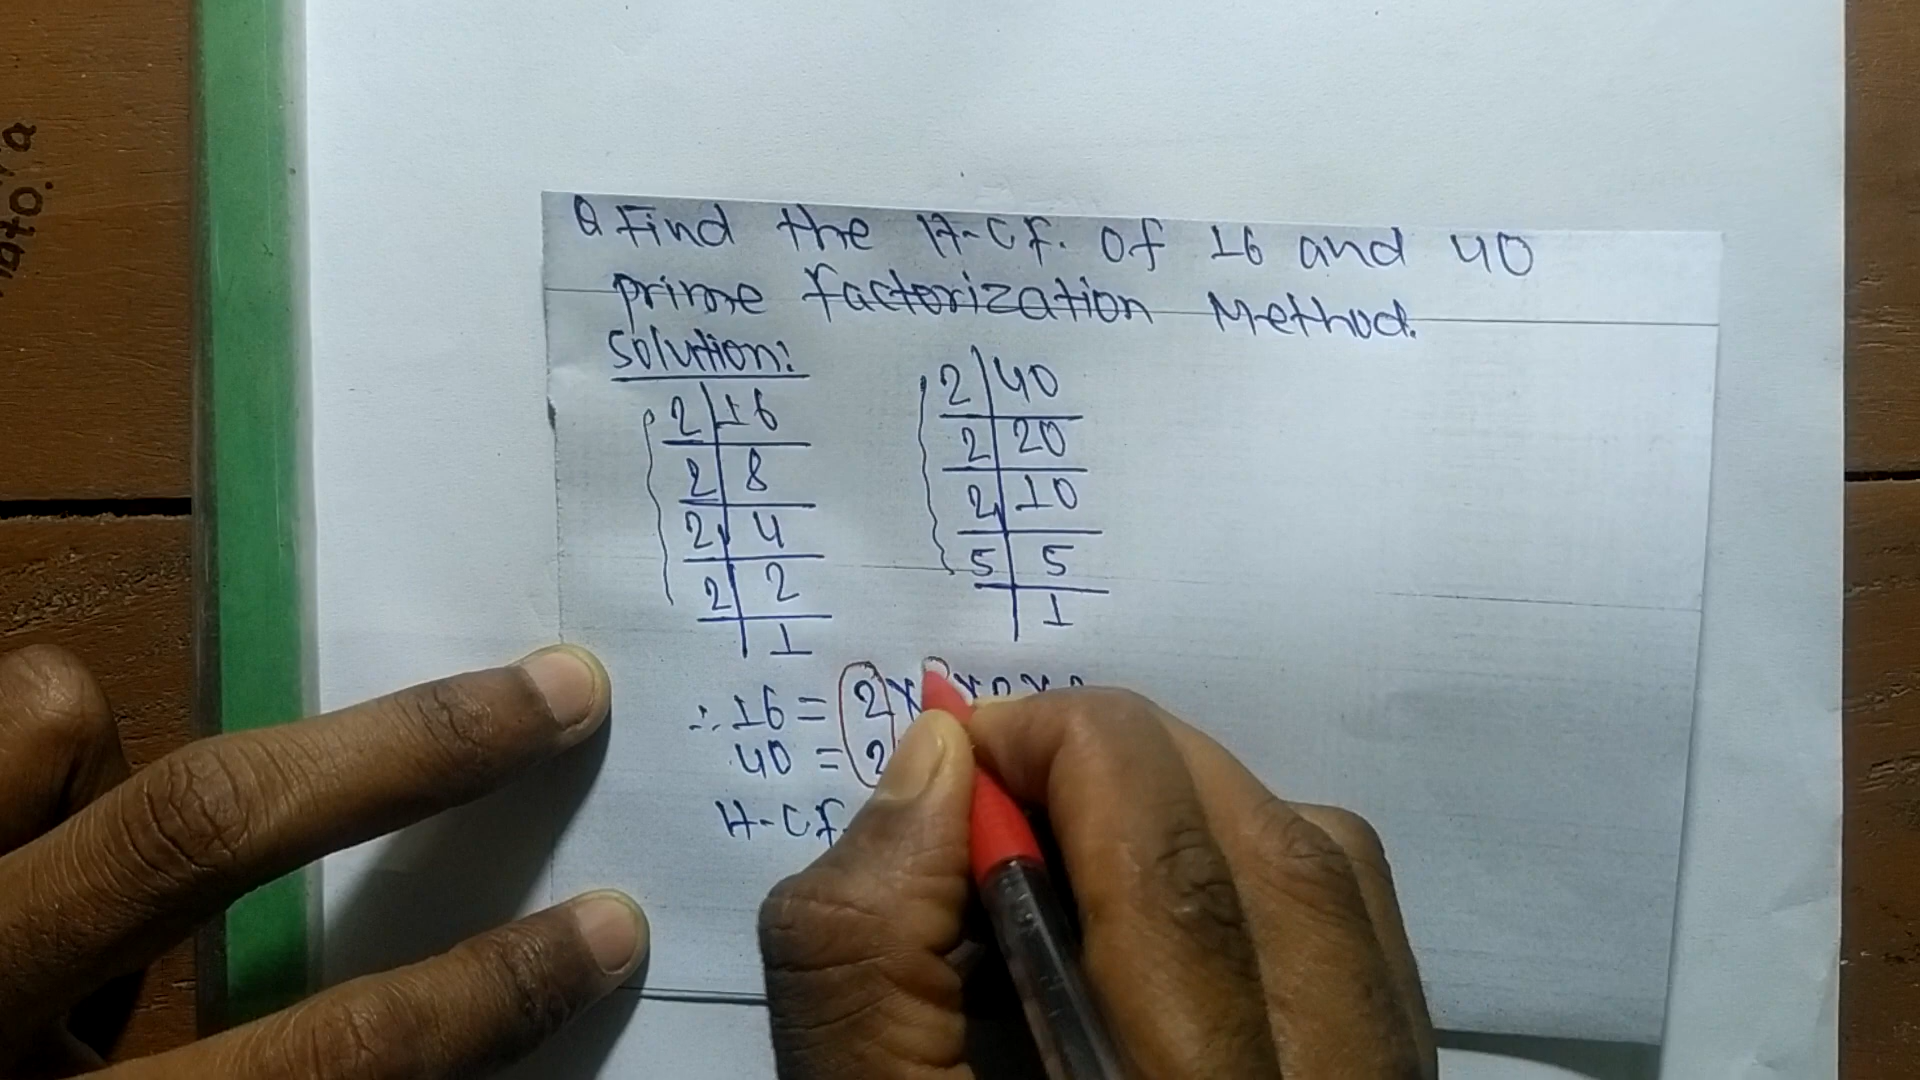 Q Find the H.C.F. of 16 and 40
prime factorization Method.
Solution:
2 | 16
2 | 8
2 | 4
2 | 2
1
2 | 40
2 | 20
2 | 10
5 | 5
1
∴ 16 = 2 ×
40 = 2
H.C.F.